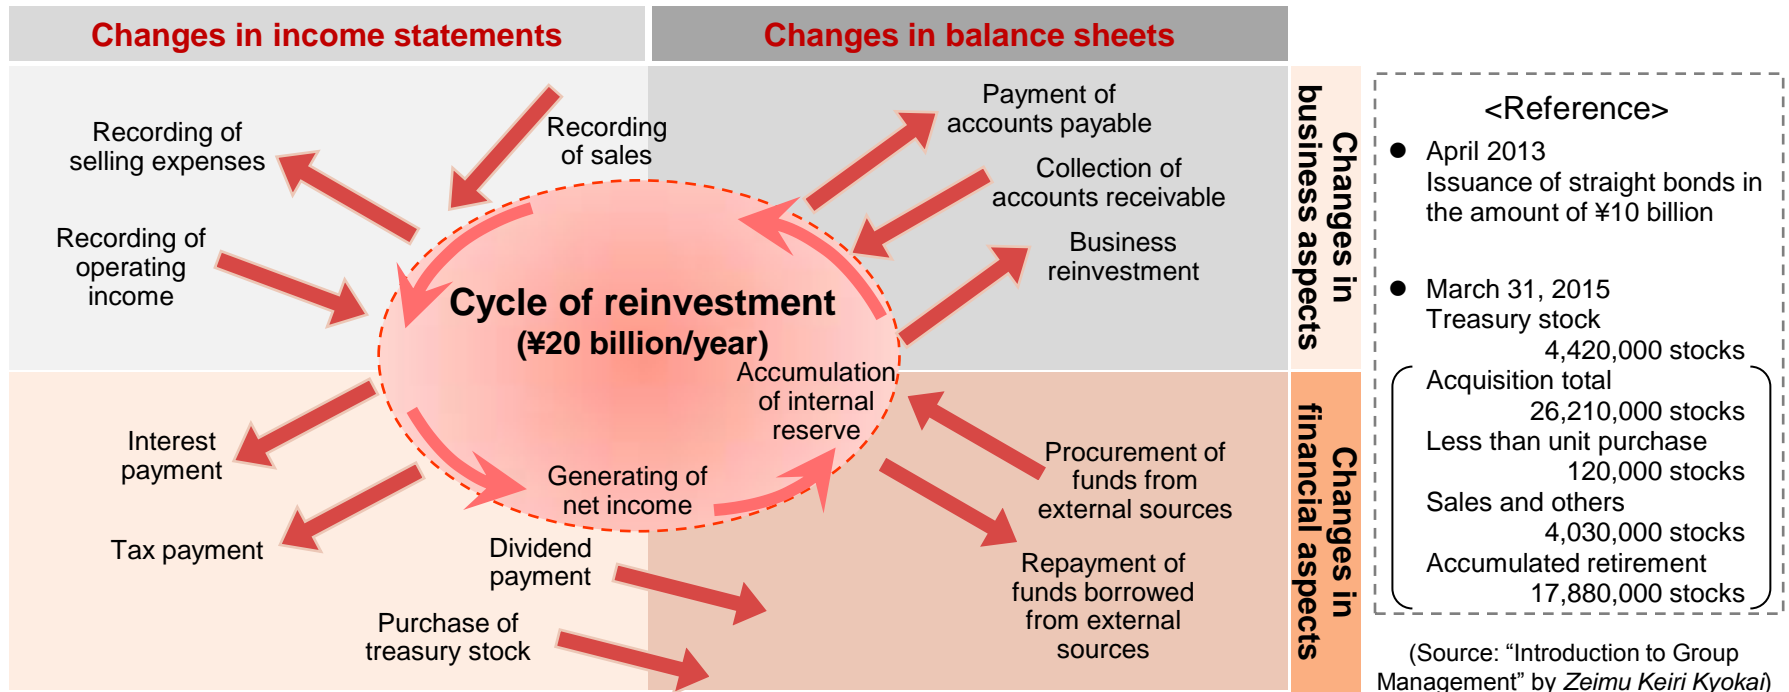 Changes in income statements
Changes in balance sheets
Recording of
selling expenses
Recording
of sales
Recording of
operating
income
Payment of
accounts payable
Collection of
accounts receivable
Business
reinvestment
Changes in
business aspects
Cycle of reinvestment
(¥20 billion/year)
Accumulation
of internal
reserve
Generating of
net income
Interest
payment
Tax payment
Dividend
payment
Purchase of
treasury stock
Procurement of
funds from
external sources
Repayment of
funds borrowed
from external
sources
Changes in
financial aspects
<Reference>
● April 2013
Issuance of straight bonds in
the amount of ¥10 billion
● March 31, 2015
Treasury stock
4,420,000 stocks
Acquisition total
26,210,000 stocks
Less than unit purchase
120,000 stocks
Sales and others
4,030,000 stocks
Accumulated retirement
17,880,000 stocks
(Source: “Introduction to Group
Management” by Zeimu Keiri Kyokai)